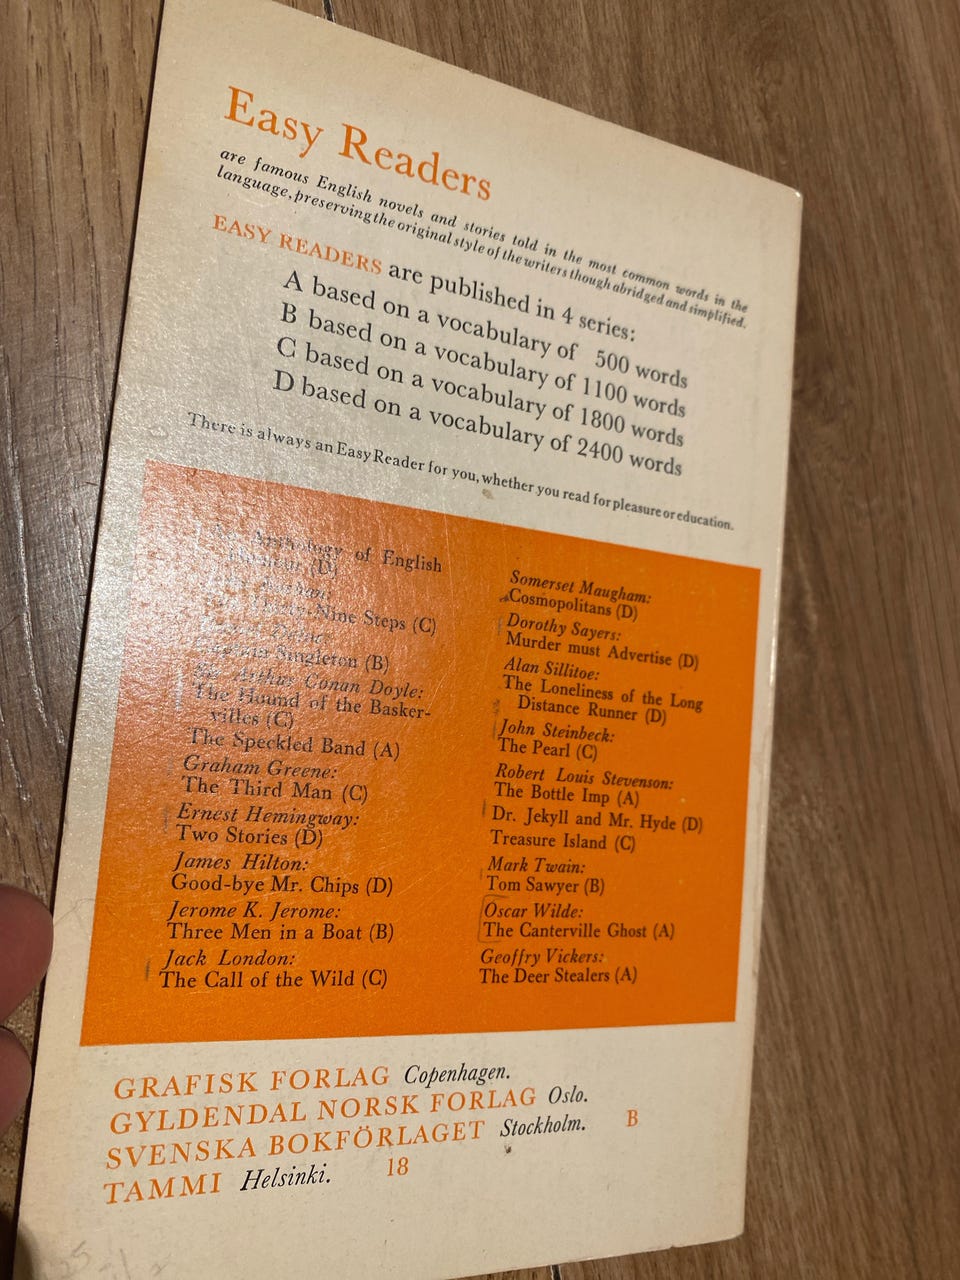 Easy Readers
are famous English novels and stories told in the most common words in the
language, preserving the original style of the writers though abridged and simplified.
EASY READERS are published in 4 series:
A based on a vocabulary of 500 words
B based on a vocabulary of 1100 words
C based on a vocabulary of 1800 words
D based on a vocabulary of 2400 words
There is always an Easy Reader for you, whether you read for pleasure or education.
Anthology of English
(D)
Nine Steps (C)
Singleton (B)
Sir Arthur Conan Doyle:
The Hound of the Basker-
villes (C)
The Speckled Band (A)
Graham Greene:
The Third Man (C)
Ernest Hemingway:
Two Stories (D)
James Hilton:
Good-bye Mr. Chips (D)
Jerome K. Jerome:
Three Men in a Boat (B)
Jack London:
The Call of the Wild (C)
Somerset Maugham:
Cosmopolitans (D)
Dorothy Sayers:
Murder must Advertise (D)
Alan Sillitoe:
The Loneliness of the Long
Distance Runner (D)
John Steinbeck:
The Pearl (C)
Robert Louis Stevenson:
The Bottle Imp (A)
Dr. Jekyll and Mr. Hyde (D)
Treasure Island (C)
Mark Twain:
Tom Sawyer (B)
Oscar Wilde:
The Canterville Ghost (A)
Geoffry Vickers:
The Deer Stealers (A)
GRAFISK FORLAG Copenhagen.
GYLDENDAL NORSK FORLAG Oslo.
SVENSKA BOKFÖRLAGET Stockholm. B
TAMMI Helsinki. 18